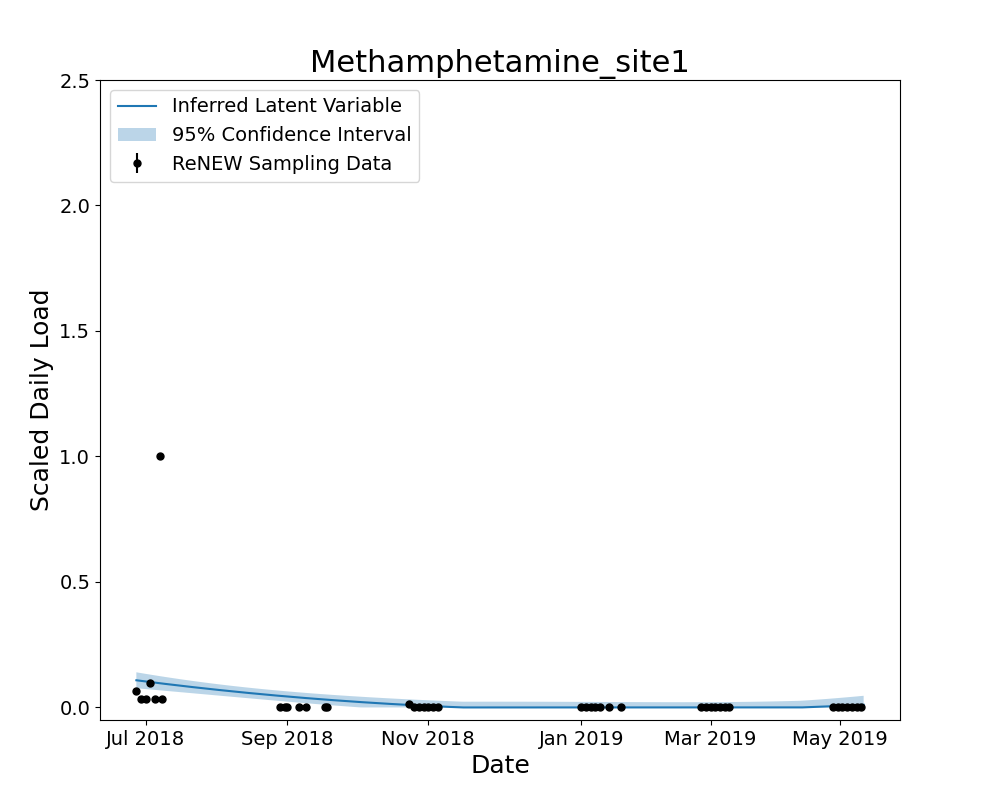 Methamphetamine_site1
2.5
2.0
1.5
1.0
0.5
0.0
Scaled Daily Load
Inferred Latent Variable
95% Confidence Interval
ReNEW Sampling Data
Jul 2018 Sep 2018 Nov 2018 Jan 2019 Mar 2019 May 2019
Date